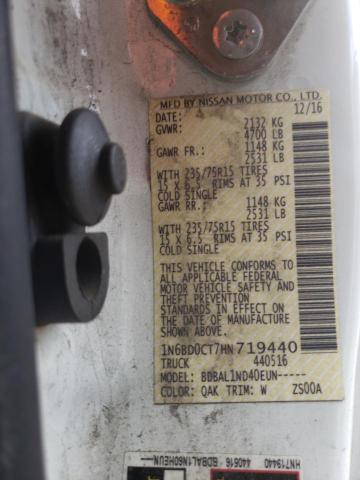 MFD BY NISSAN MOTOR CO., LTD.
DATE: 12/16
GVWR: 2132 KG
4700 LB
GAWR FR.: 1148 KG
2531 LB
WITH 235/75R15 TIRES
15 X 6.5 RIMS AT 35 PSI
COLD SINGLE
GAWR RR.: 1148 KG
2531 LB
WITH 235/75R15 TIRES
15 X 6.5 RIMS AT 35 PSI
COLD SINGLE
THIS VEHICLE CONFORMS TO
ALL APPLICABLE FEDERAL
MOTOR VEHICLE SAFETY
STANDARDS IN EFFECT ON
THE DATE OF MANUFACTURE
SHOWN ABOVE.
1N6BD0CT7HN719440
TRUCK 440516
MODEL: BDBAL1ND40EUN-----
COLOR: QAK TRIM: W ZS00A
HN719440 440516 BDBAL1N60HEUN